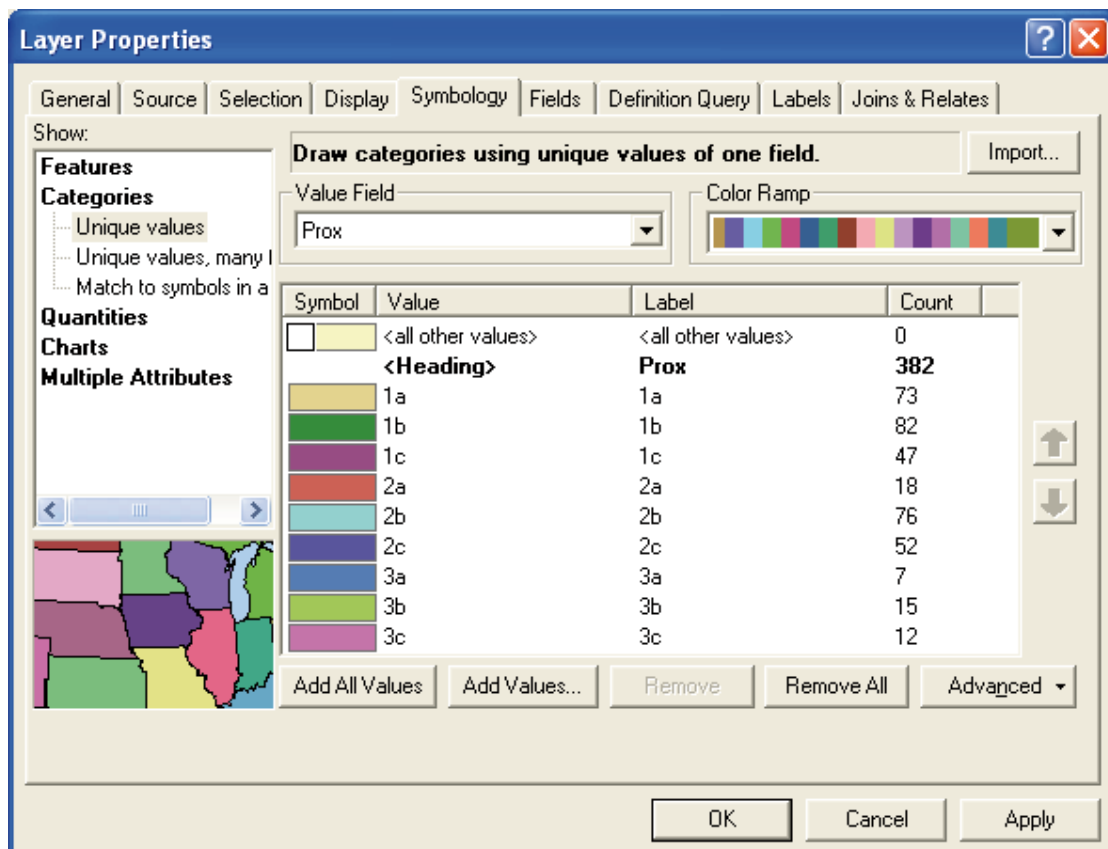 Layer Properties
General Source Selection Display Symbology Fields Definition Query Labels Joins & Relates
Show:
Features
Categories
Unique values
Unique values, many
Match to symbols in a
Quantities
Charts
Multiple Attributes
Draw categories using unique values of one field.
Import...
Value Field
Prox
Color Ramp
Symbol Value Label Count
<all other values> <all other values> 0
<Heading> Prox 382
1a 1a 73
1b 1b 82
1c 1c 47
2a 2a 18
2b 2b 76
2c 2c 52
3a 3a 7
3b 3b 15
3c 3c 12
Add All Values Add Values... Remove Remove All Advanced
OK Cancel Apply